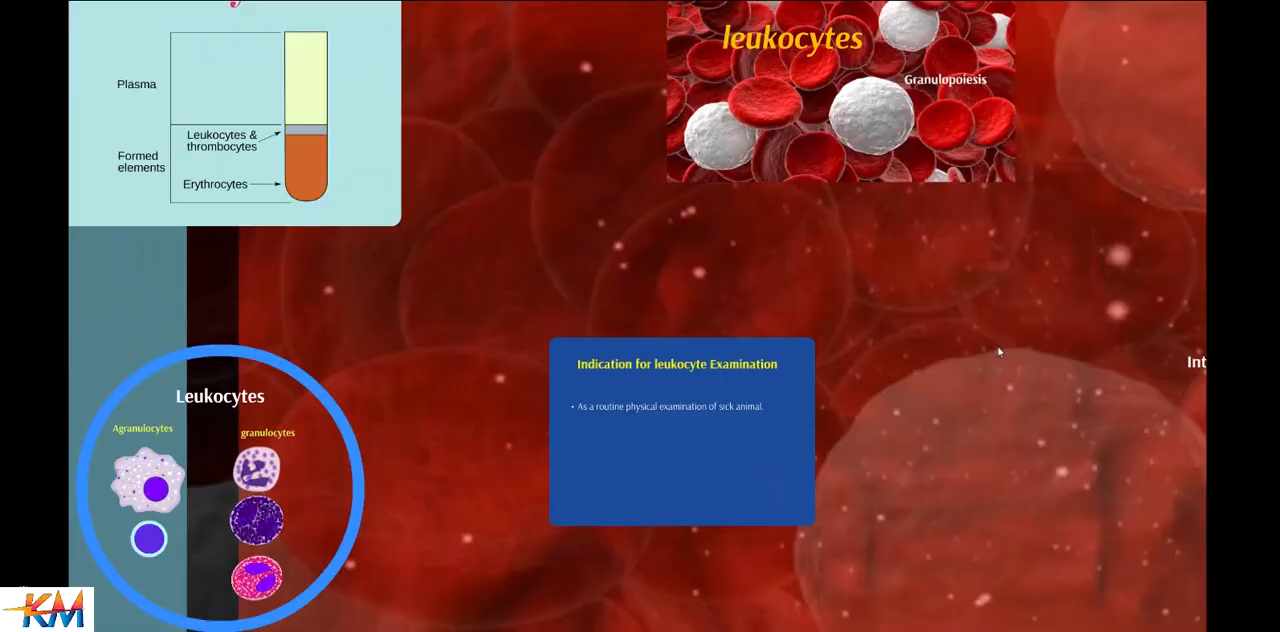 Plasma
Leukocytes &
thrombocytes
Formed
elements
Erythrocytes
leukocytes
Granulopoiesis
Indication for leukocyte Examination
• As a routine physical examination of sick animal.
Int
Leukocytes
Agranulocytes
granulocytes
KM